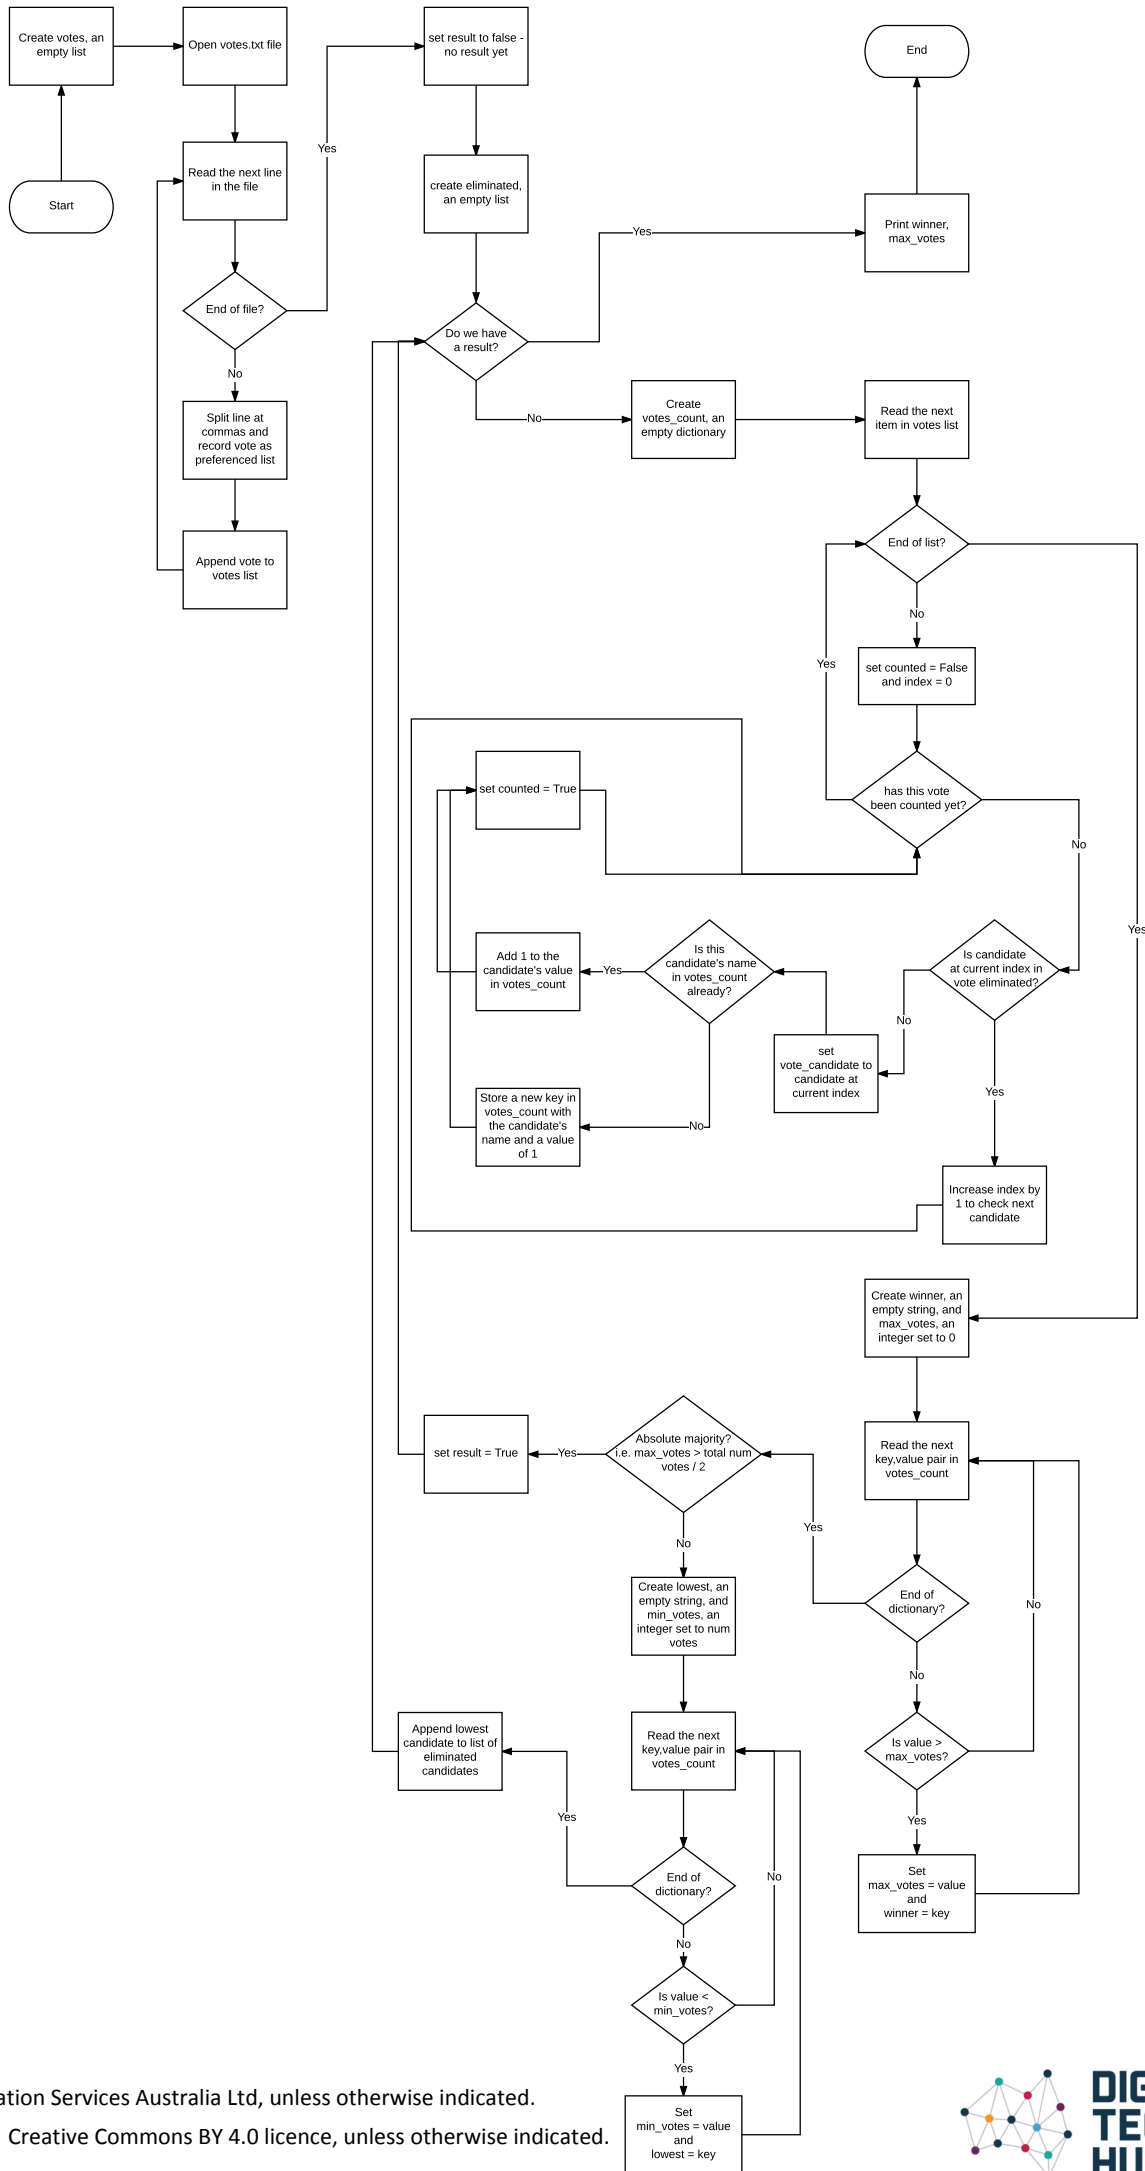 Create votes, an
empty list
Open votes.txt file
set result to false -
no result yet
End
Read the next line
in the file
Yes
create eliminated,
an empty list
Start
Print winner,
max_votes
Yes
End of file?
Do we have
a result?
No
Split line at
commas and
record vote as
preferenced list
No
Create
votes_count, an
empty dictionary
Read the next
item in votes list
Append vote to
votes list
End of list?
No
Yes
set counted = False
and index = 0
set counted = True
has this vote
been counted yet?
No
Yes
Add 1 to the
candidate's value
in votes_count
Yes
Is this
candidate's name
in votes_count
already?
Is candidate
at current index in
vote eliminated?
No
set
vote_candidate to
candidate at
current index
Yes
Store a new key in
votes_count with
the candidate's
name and a value
of 1
No
Increase index by
1 to check next
candidate
Create winner, an
empty string, and
max_votes, an
integer set to 0
set result = True
Yes
Absolute majority?
i.e. max_votes > total num
votes / 2
Read the next
key,value pair in
votes_count
Yes
No
Create lowest, an
empty string, and
min_votes, an
integer set to num
votes
End of
dictionary?
No
No
Append lowest
candidate to list of
eliminated
candidates
Read the next
key,value pair in
votes_count
Is value >
max_votes?
Yes
Yes
End of
dictionary?
No
Set
max_votes = value
and
winner = key
No
Is value <
min_votes?
Yes
Set
min_votes = value
and
lowest = key
ation Services Australia Ltd, unless otherwise indicated.
Creative Commons BY 4.0 licence, unless otherwise indicated.
DIG
TE
HU